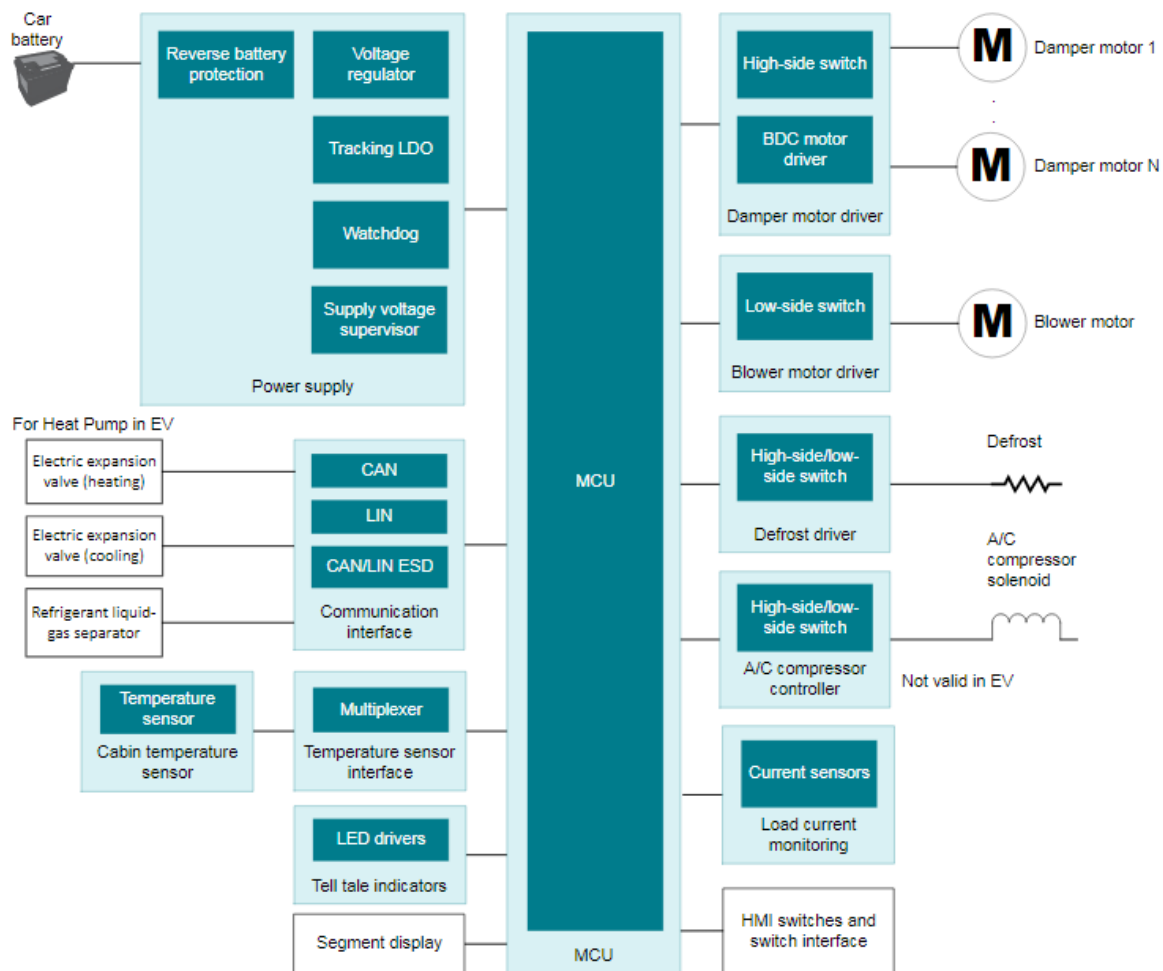 Car
battery
Reverse battery
protection
Voltage
regulator
Tracking LDO
Watchdog
Supply voltage
supervisor
Power supply
For Heat Pump in EV
Electric expansion
valve (heating)
Electric expansion
valve (cooling)
Refrigerant liquid-
gas separator
CAN
LIN
CAN/LIN ESD
Communication
interface
Temperature
sensor
Cabin temperature
sensor
Multiplexer
Temperature sensor
interface
LED drivers
Tell tale indicators
Segment display
MCU
MCU
High-side switch
BDC motor
driver
Damper motor driver
M
Damper motor 1
.
.
M
Damper motor N
Low-side switch
Blower motor driver
M
Blower motor
High-side/low-
side switch
Defrost driver
Defrost
High-side/low-
side switch
A/C compressor
controller
A/C
compressor
solenoid
Not valid in EV
Current sensors
Load current
monitoring
HMI switches and
switch interface